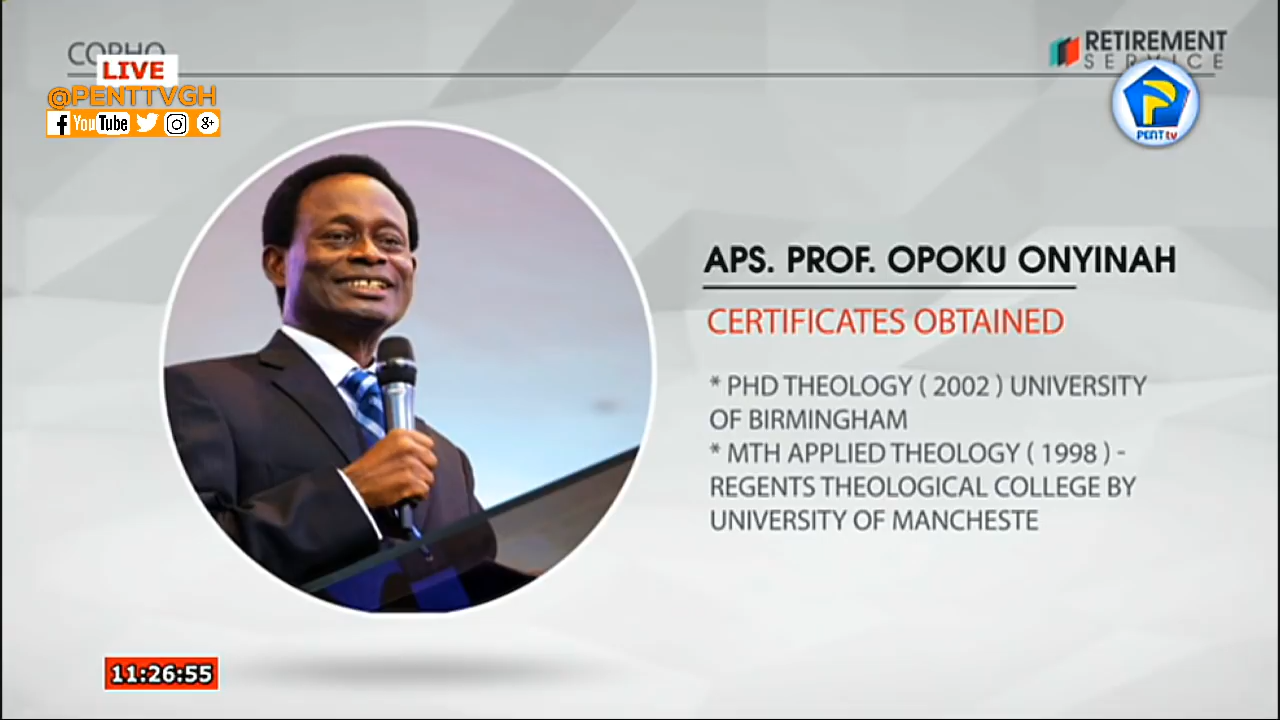 COPHQ
LIVE
@PENTTVGH
YouTube
RETIREMENT
SERVICE
PENT tv
APS. PROF. OPOKU ONYINAH
CERTIFICATES OBTAINED
* PHD THEOLOGY ( 2002 ) UNIVERSITY
OF BIRMINGHAM
* MTH APPLIED THEOLOGY ( 1998 ) -
REGENTS THEOLOGICAL COLLEGE BY
UNIVERSITY OF MANCHESTE
11:26:55